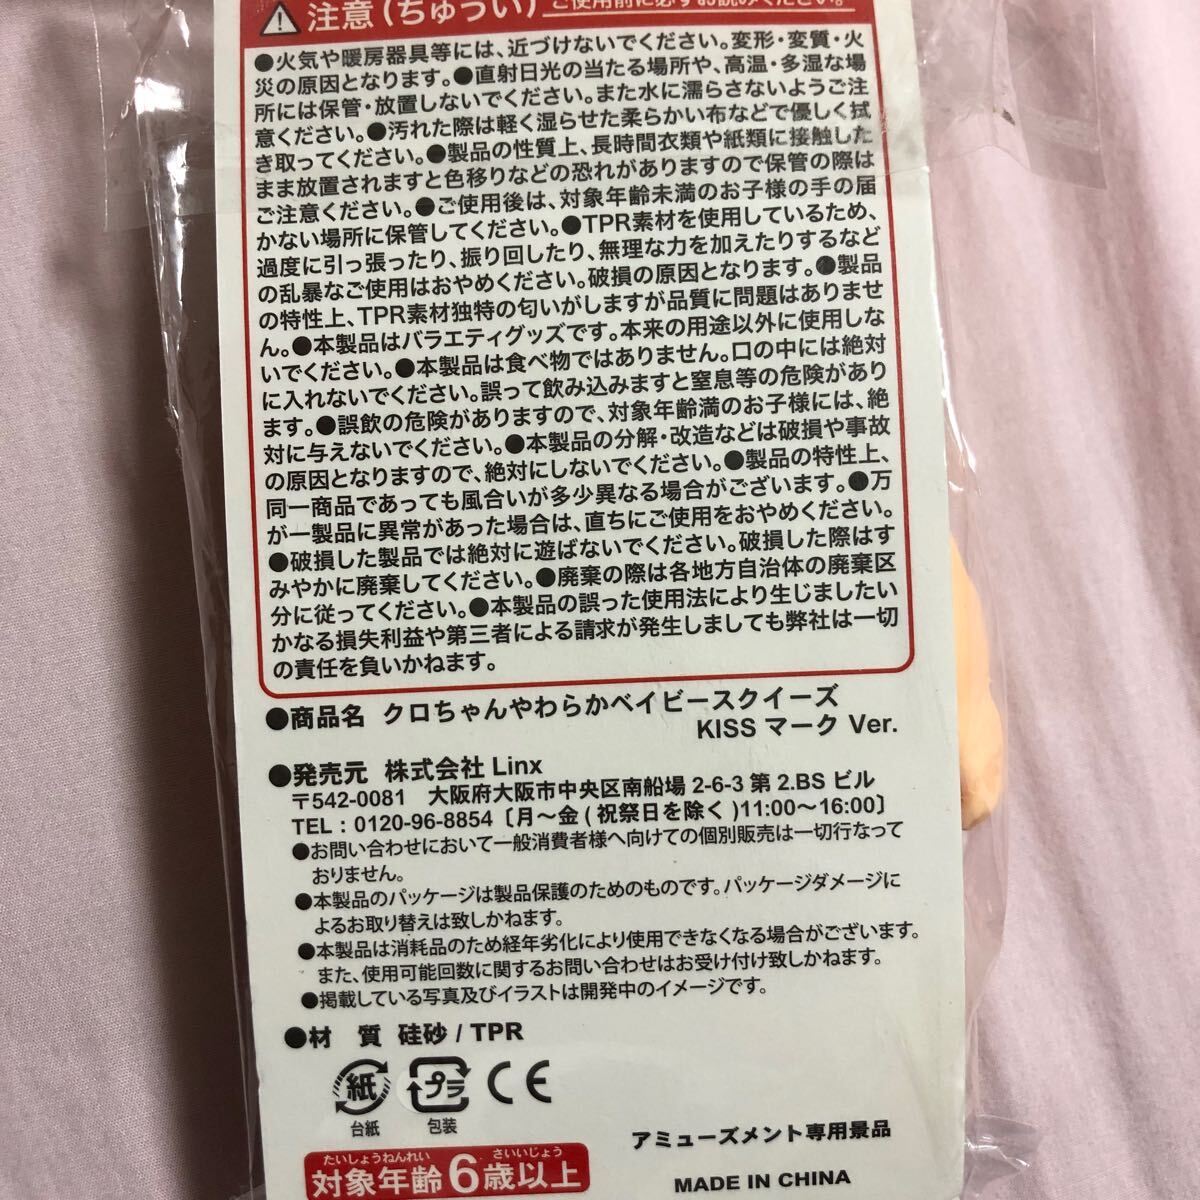 注意(ちゅうい) ご使用前に必ずお読みください。
●火気や暖房器具等には、近づけないでください。変形・変質・火
災の原因となります。●直射日光の当たる場所や、高温・多湿な場
所には保管・放置しないでください。また水に濡らさないようご注
意ください。●汚れた際は軽く湿らせた柔らかい布などで優しく拭
き取ってください。●製品の性質上、長時間衣類や紙類に接触した
まま放置されますと色移りなどの恐れがありますので保管の際は
ご注意ください。●ご使用後は、対象年齢未満のお子様の手の届
かない場所に保管してください。●TPR素材を使用しているため、
過度に引っ張ったり、振り回したり、無理な力を加えたりするなど
の乱暴なご使用はおやめください。破損の原因となります。●製品
の特性上、TPR素材独特の匂いがしますが品質に問題はありませ
ん。●本製品はバラエティグッズです。本来の用途以外に使用しな
いでください。●本製品は食べ物ではありません。口の中には絶対
に入れないでください。誤って飲み込みますと窒息等の危険があり
ます。●誤飲の危険がありますので、対象年齢満のお子様には、絶
対に与えないでください。●本製品の分解・改造などは破損や事故
の原因となりますので、絶対にしないでください。●製品の特性上、
同一商品であっても風合いが多少異なる場合がございます。●万
が一製品に異常があった場合は、直ちにご使用をおやめください。
●破損した製品では絶対に遊ばないでください。破損した際はす
みやかに廃棄してください。●廃棄の際は各地方自治体の廃棄区
分に従ってください。●本製品の誤った使用法により生じましたい
かなる損失利益や第三者による請求が発生しましても弊社は一切
の責任を負いかねます。
●商品名 クロちゃんやわらかベイビースクイーズ
KISS マーク Ver.
●発売元 株式会社 Linx
〒542-0081 大阪府大阪市中央区南船場 2-6-3 第 2.BS ビル
TEL : 0120-96-8854〔月〜金 ( 祝祭日を除く )11:00〜16:00〕
●お問い合わせにおいて一般消費者様へ向けての個別販売は一切行なって
おりません。
●本製品のパッケージは製品保護のためのものです。パッケージダメージに
よるお取り替えは致しかねます。
●本製品は消耗品のため経年劣化により使用できなくなる場合がございます。
また、使用可能回数に関するお問い合わせはお受け付け致しかねます。
●掲載している写真及びイラストは開発中のイメージです。
●材 質 硅砂 / TPR
紙 プラ CE
台紙 包装
アミューズメント専用景品
たいしょうねんれい さいいじょう
対象年齢6歳以上
MADE IN CHINA